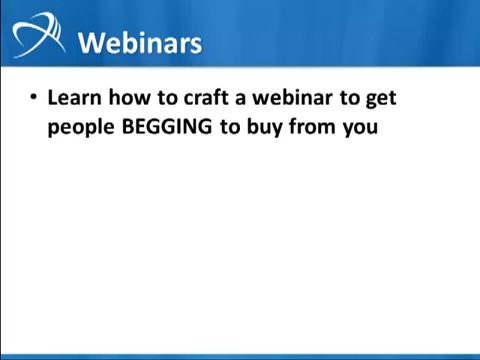 Webinars
• Learn how to craft a webinar to get
people BEGGING to buy from you